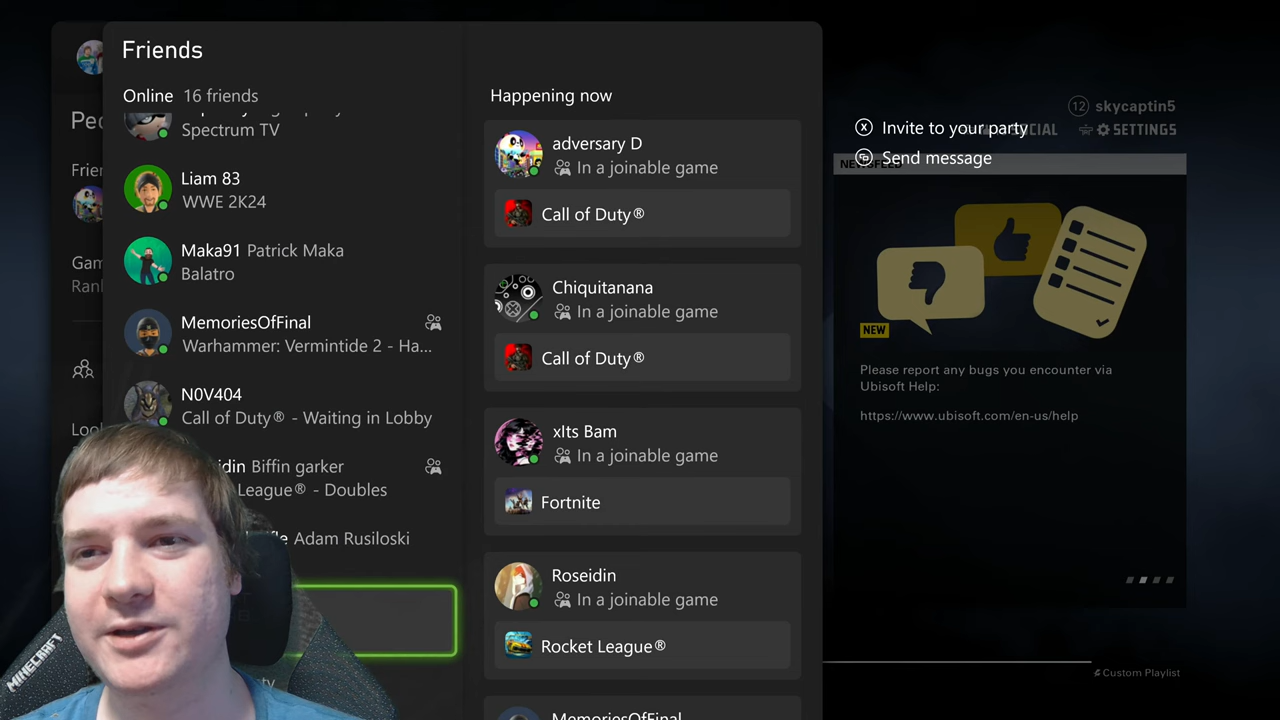 Friends
Online 16 friends
Spectrum TV
Liam 83
WWE 2K24
Maka91 Patrick Maka
Balatro
MemoriesOfFinal
Warhammer: Vermintide 2 - Ha...
N0V404
Call of Duty® - Waiting in Lobby
idin Biffin garker
League® - Doubles
Adam Rusiloski
Happening now
adversary D
In a joinable game
Call of Duty®
Chiquitanana
In a joinable game
Call of Duty®
xIts Bam
In a joinable game
Fortnite
Roseidin
In a joinable game
Rocket League®
MemoriesOfFinal
12 skycaptin5
X Invite to your party
SETTINGS
Send message
NEW
Please report any bugs you encounter via
Ubisoft Help:
https://www.ubisoft.com/en-us/help
Custom Playlist
MINECRAFT